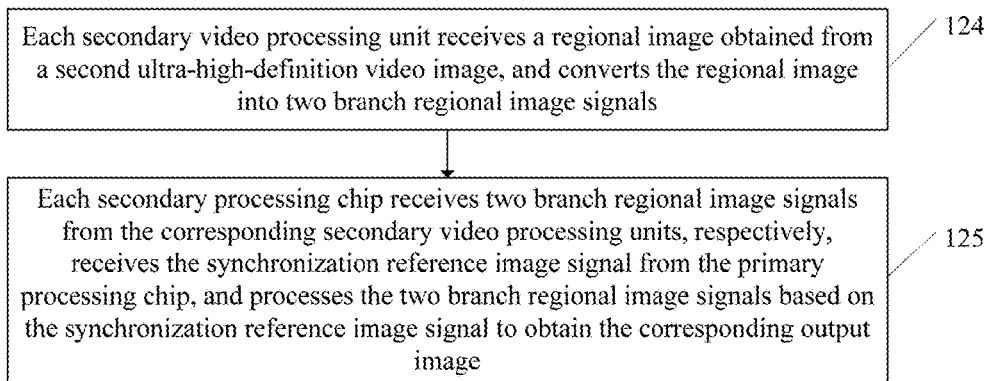 Each secondary video processing unit receives a regional image obtained from
a second ultra-high-definition video image, and converts the regional image
into two branch regional image signals
124
Each secondary processing chip receives two branch regional image signals
from the corresponding secondary video processing units, respectively,
receives the synchronization reference image signal from the primary
processing chip, and processes the two branch regional image signals based on
the synchronization reference image signal to obtain the corresponding output
image
125